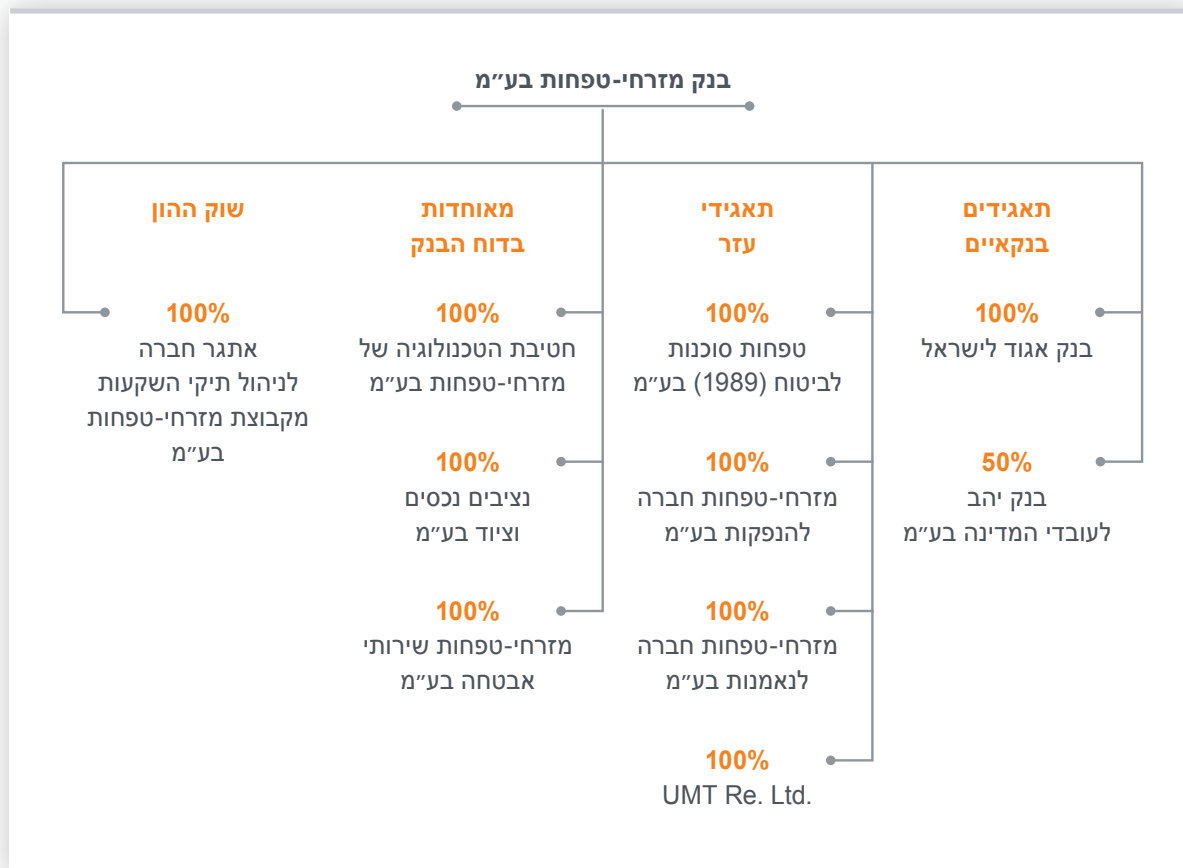 בנק מזרחי-טפחות בע״מ
תאגידים
בנקאיים
100%
בנק אגוד לישראל
50%
בנק יהב
לעובדי המדינה בע״מ
תאגידי
עזר
100%
טפחות סוכנות
לביטוח (1989) בע״מ
100%
מזרחי-טפחות חברה
להנפקות בע״מ
100%
מזרחי-טפחות חברה
לנאמנות בע״מ
100%
UMT Re. Ltd.
מאוחדות
בדוח הבנק
100%
חטיבת הטכנולוגיה של
מזרחי-טפחות בע״מ
100%
נציבים נכסים
וציוד בע״מ
100%
מזרחי-טפחות שירותי
אבטחה בע״מ
שוק ההון
100%
אתגר חברה
לניהול תיקי השקעות
מקבוצת מזרחי-טפחות
בע״מ